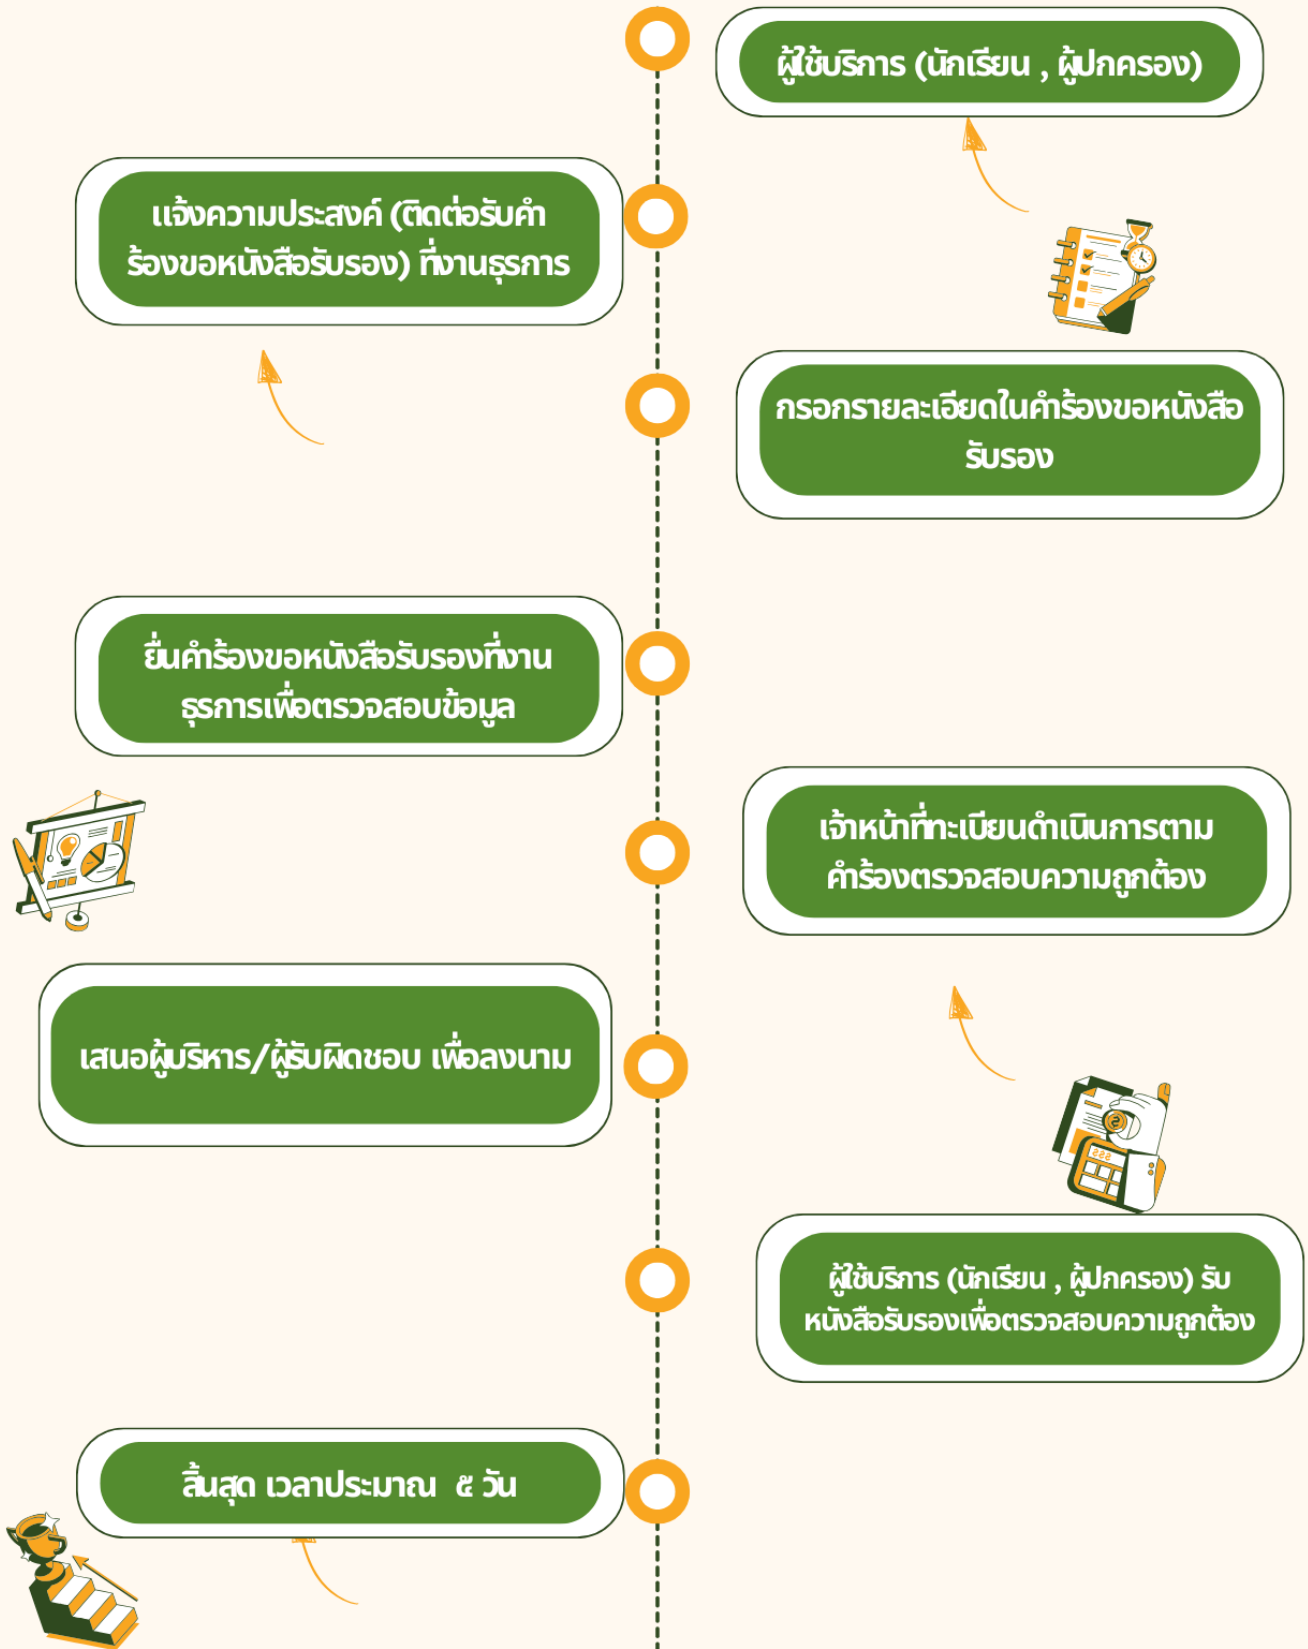 ผู้ใช้บริการ (นักเรียน , ผู้ปกครอง)
แจ้งความประสงค์ (ติดต่อรับคำ
ร้องขอหนังสือรับรอง) ที่งานธุรการ
กรอกรายละเอียดในคำร้องขอหนังสือ
รับรอง
ยื่นคำร้องขอหนังสือรับรองที่งาน
ธุรการเพื่อตรวจสอบข้อมูล
เจ้าหน้าที่ทะเบียนดำเนินการตาม
คำร้องตรวจสอบความถูกต้อง
เสนอผู้บริหาร/ผู้รับผิดชอบ เพื่อลงนาม
ผู้ใช้บริการ (นักเรียน , ผู้ปกครอง) รับ
หนังสือรับรองเพื่อตรวจสอบความถูกต้อง
สิ้นสุด เวลาประมาณ ๕ วัน